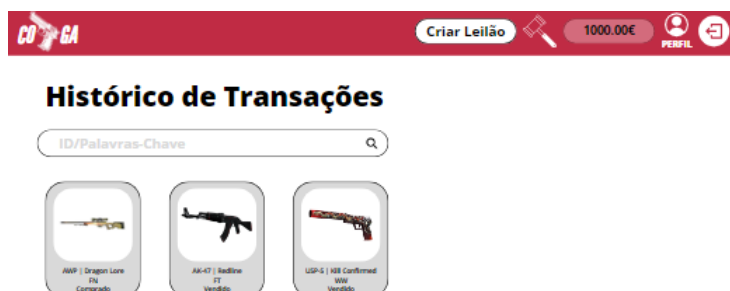 CO GA
Criar Leilão
1000.00€
PERFIL
Histórico de Transações
ID/Palavras-Chave
AWP | Dragon Lore
FN
Comprado
AK-47 | Redline
FT
Vendido
USP-S | Kill Confirmed
WW
Vendido